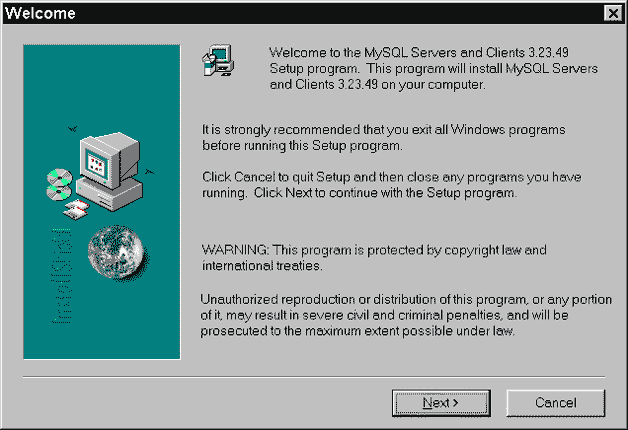 Welcome
Welcome to the MySQL Servers and Clients 3.23.49
Setup program. This program will install MySQL Servers
and Clients 3.23.49 on your computer.
It is strongly recommended that you exit all Windows programs
before running this Setup program.
Click Cancel to quit Setup and then close any programs you have
running. Click Next to continue with the Setup program.
WARNING: This program is protected by copyright law and
international treaties.
Unauthorized reproduction or distribution of this program, or any portion
of it, may result in severe civil and criminal penalties, and will be
prosecuted to the maximum extent possible under law.
InstallShield
Next >
Cancel